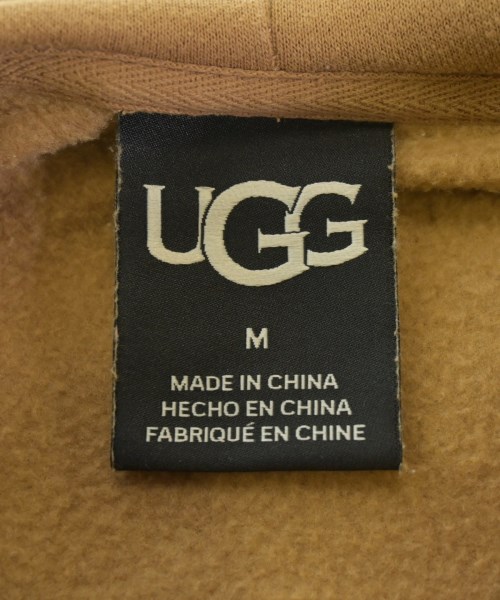 UGG
M
MADE IN CHINA
HECHO EN CHINA
FABRIQUÉ EN CHINE